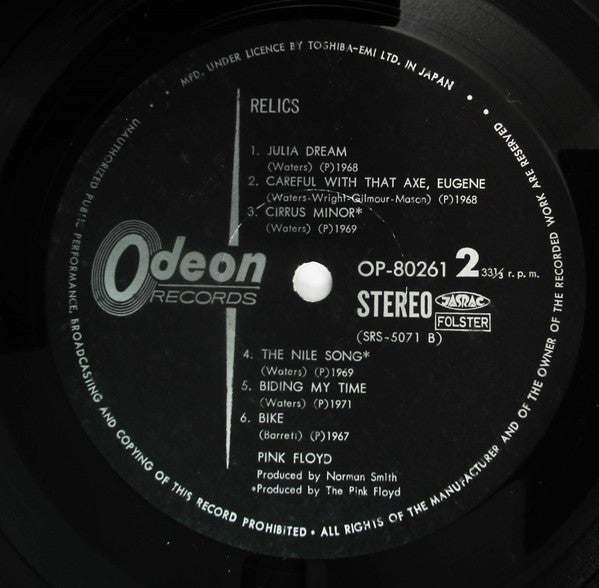 MFD. UNDER LICENCE BY TOSHIBA-EMI LTD. IN JAPAN
RELICS
1. JULIA DREAM
(Waters) (P)1968
2. CAREFUL WITH THAT AXE, EUGENE
(Waters-Wright-Gilmour-Mason) (P)1968
3. CIRRUS MINOR*
(Waters) (P)1969
Odeon
RECORDS
OP-80261 2 33⅓ r. p. m.
STEREO JASRAC
FOLSTER
(SRS-5071 B)
4. THE NILE SONG*
(Waters) (P)1969
5. BIDING MY TIME
(Waters) (P)1971
6. BIKE
(Barrett) (P)1967
PINK FLOYD
Produced by Norman Smith
*Produced by The Pink Floyd
UNAUTHORIZED PUBLIC PERFORMANCE, BROADCASTING AND COPYING OF THIS RECORD PROHIBITED • ALL RIGHTS OF THE MANUFACTURER AND OF THE OWNER OF THE RECORDED WORK ARE RESERVED